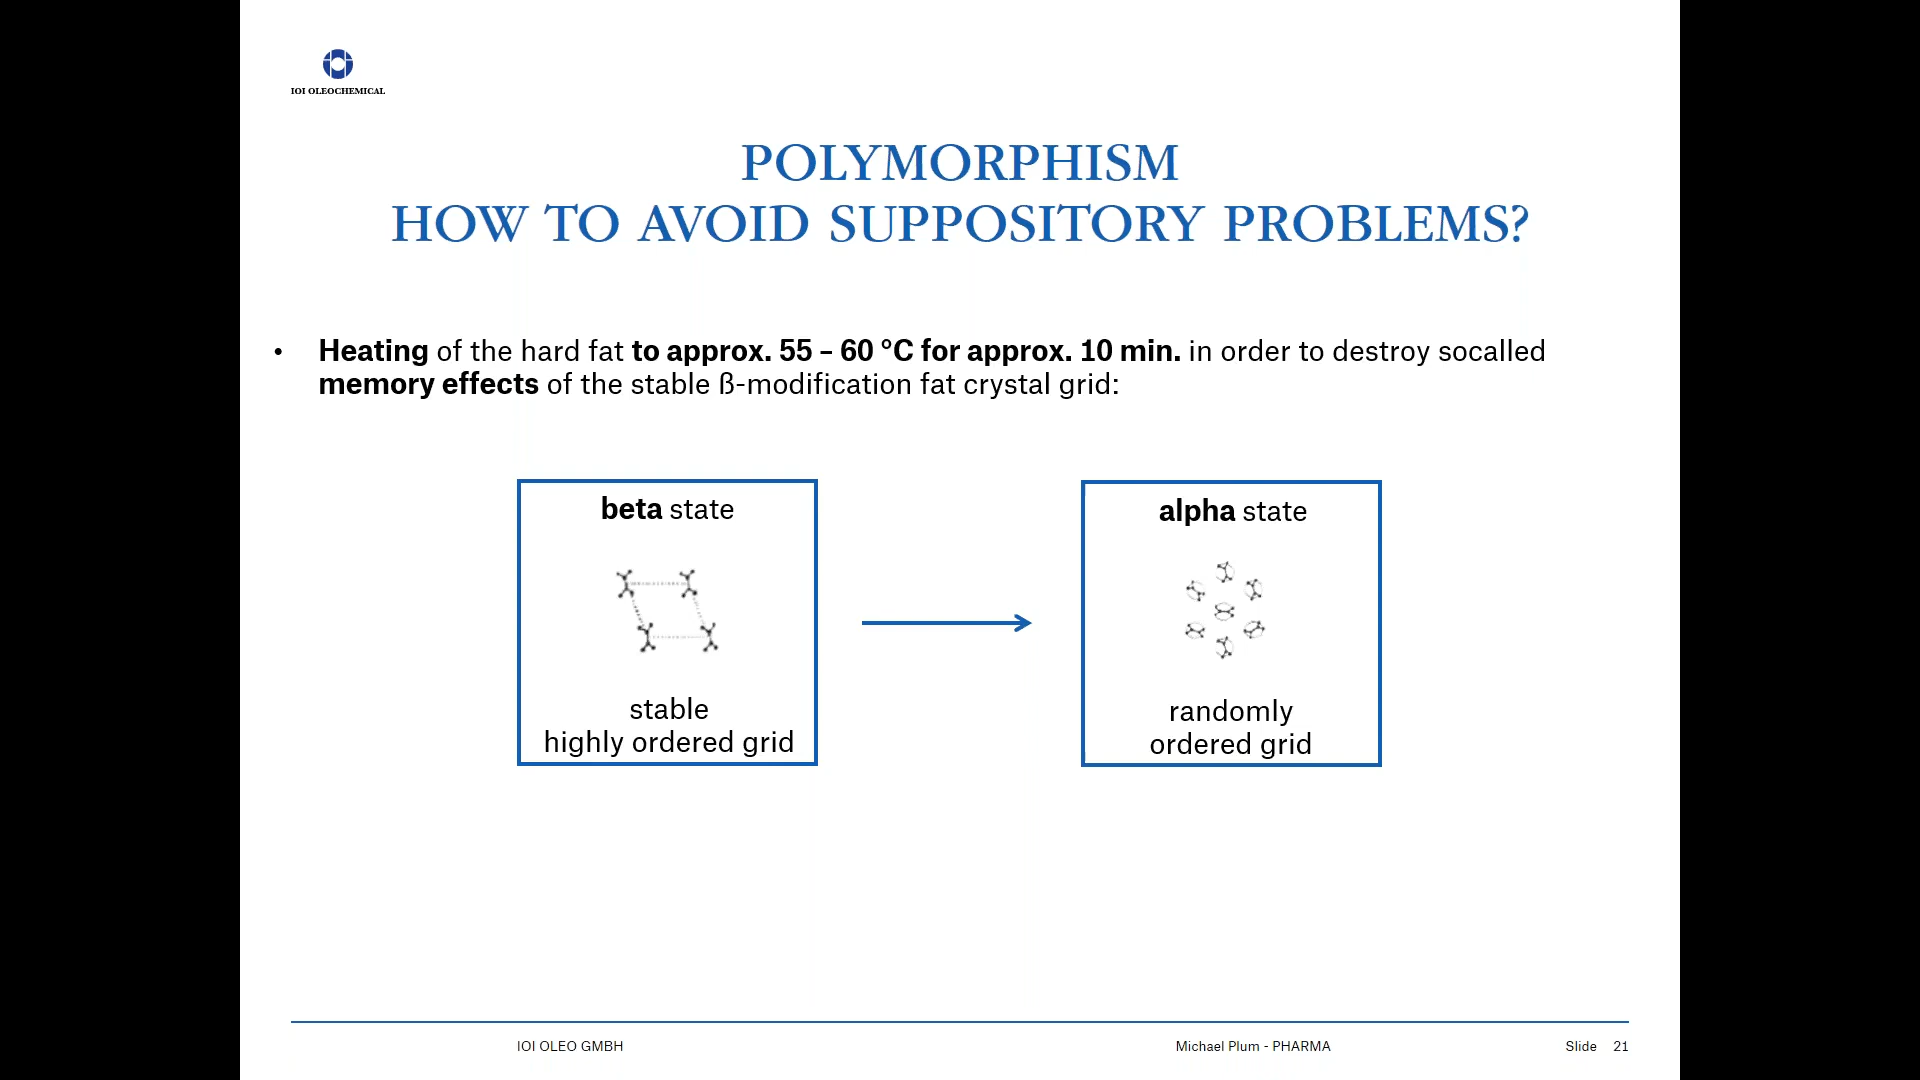 IOI OLEOCHEMICAL
POLYMORPHISM
HOW TO AVOID SUPPOSITORY PROBLEMS?
• Heating of the hard fat to approx. 55 – 60 °C for approx. 10 min. in order to destroy socalled
memory effects of the stable ß-modification fat crystal grid:
beta state
stable
highly ordered grid
alpha state
randomly
ordered grid
IOI OLEO GMBH
Michael Plum - PHARMA
Slide 21